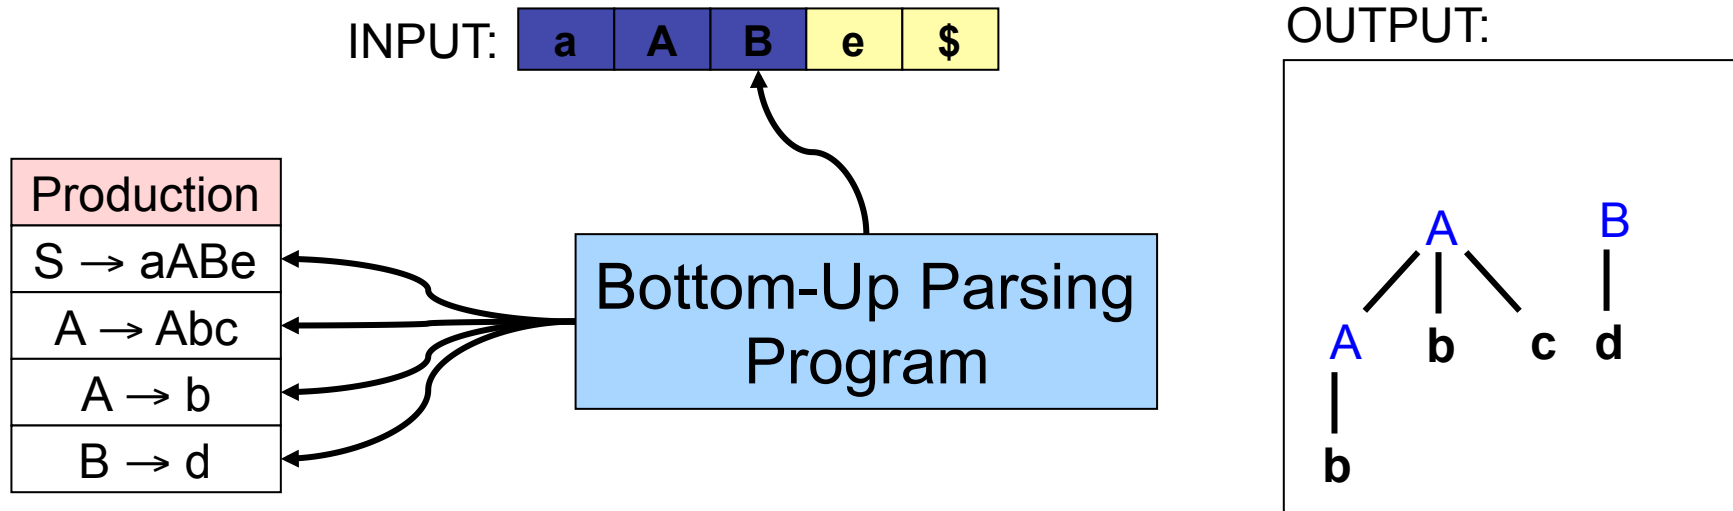 INPUT: a A B e $
OUTPUT:
Production
S → aABe
A → Abc
A → b
B → d
Bottom-Up Parsing
Program
A B
A b c d
b